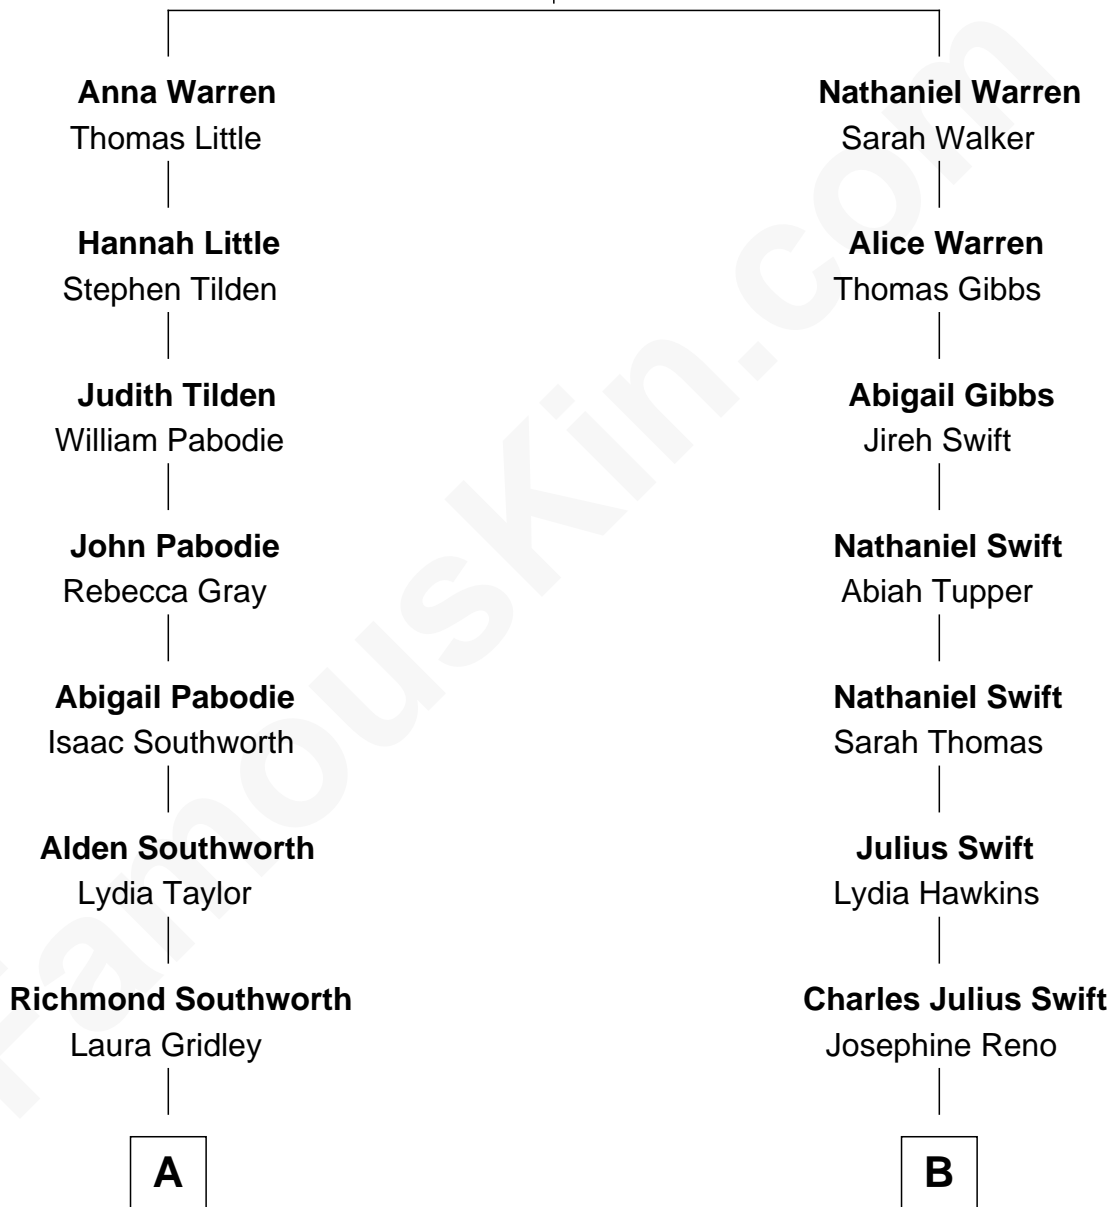 Anna Warren
Thomas Little
Hannah Little
Stephen Tilden
Judith Tilden
William Pabodie
John Pabodie
Rebecca Gray
Abigail Pabodie
Isaac Southworth
Alden Southworth
Lydia Taylor
Richmond Southworth
Laura Gridley
A
Nathaniel Warren
Sarah Walker
Alice Warren
Thomas Gibbs
Abigail Gibbs
Jireh Swift
Nathaniel Swift
Abiah Tupper
Nathaniel Swift
Sarah Thomas
Julius Swift
Lydia Hawkins
Charles Julius Swift
Josephine Reno
B
FamousKin.com